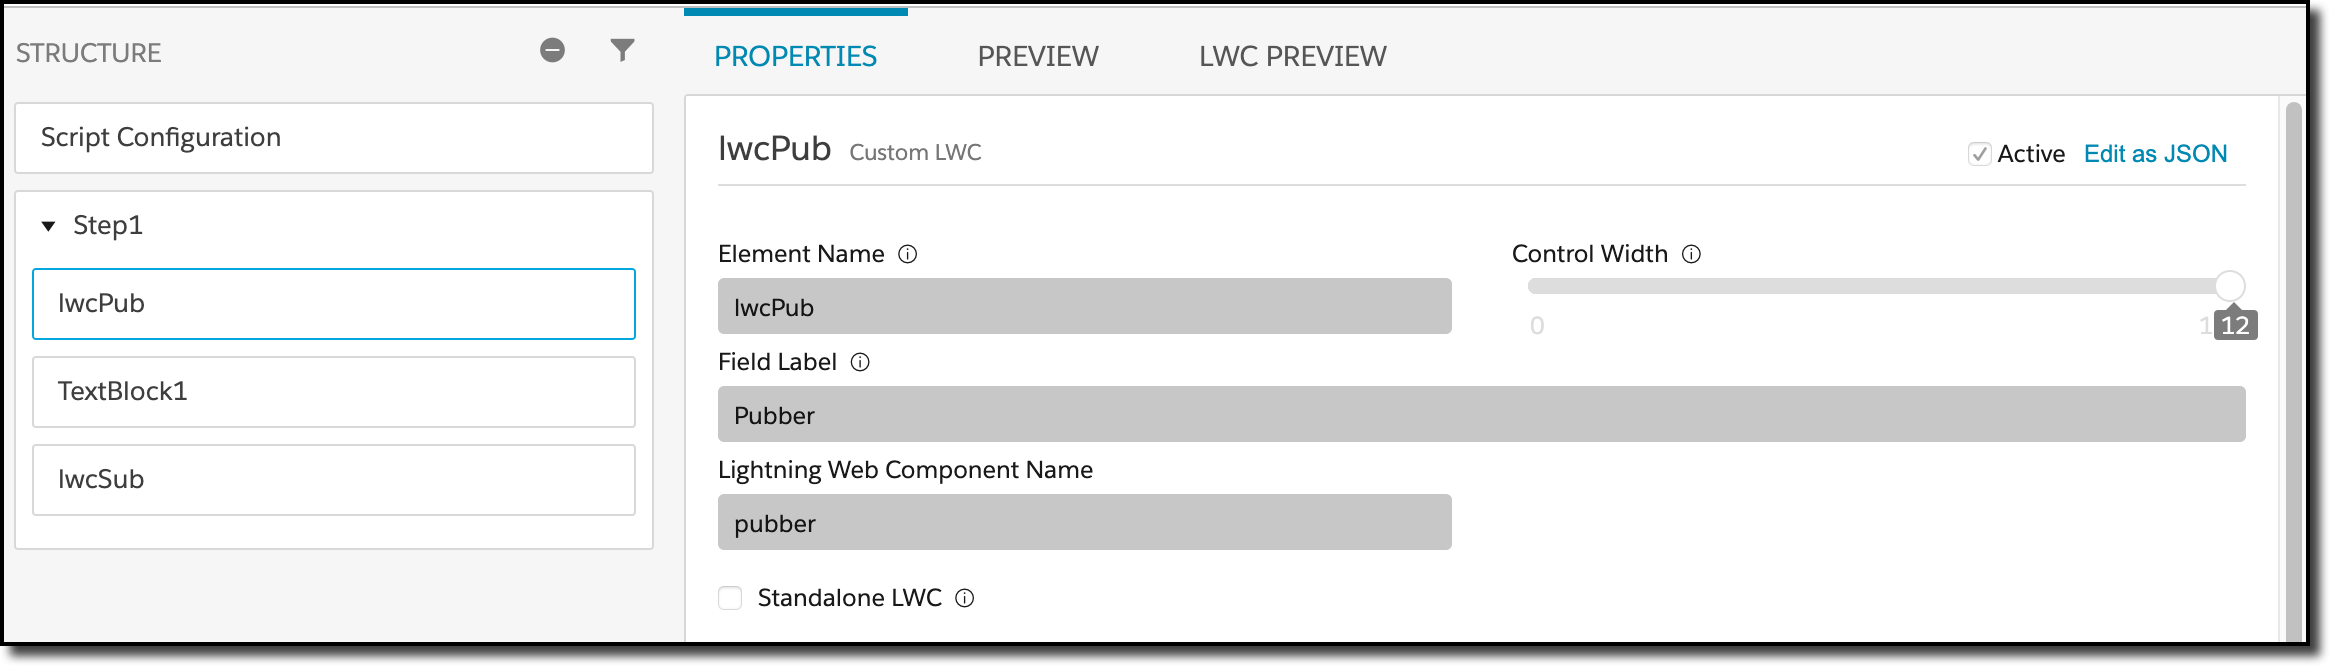 STRUCTURE
Script Configuration
Step1
lwcPub
TextBlock1
lwcSub
PROPERTIES
PREVIEW
LWC PREVIEW
lwcPub Custom LWC
Active Edit as JSON
Element Name
lwcPub
Control Width
0
12
Field Label
Pubber
Lightning Web Component Name
pubber
Standalone LWC